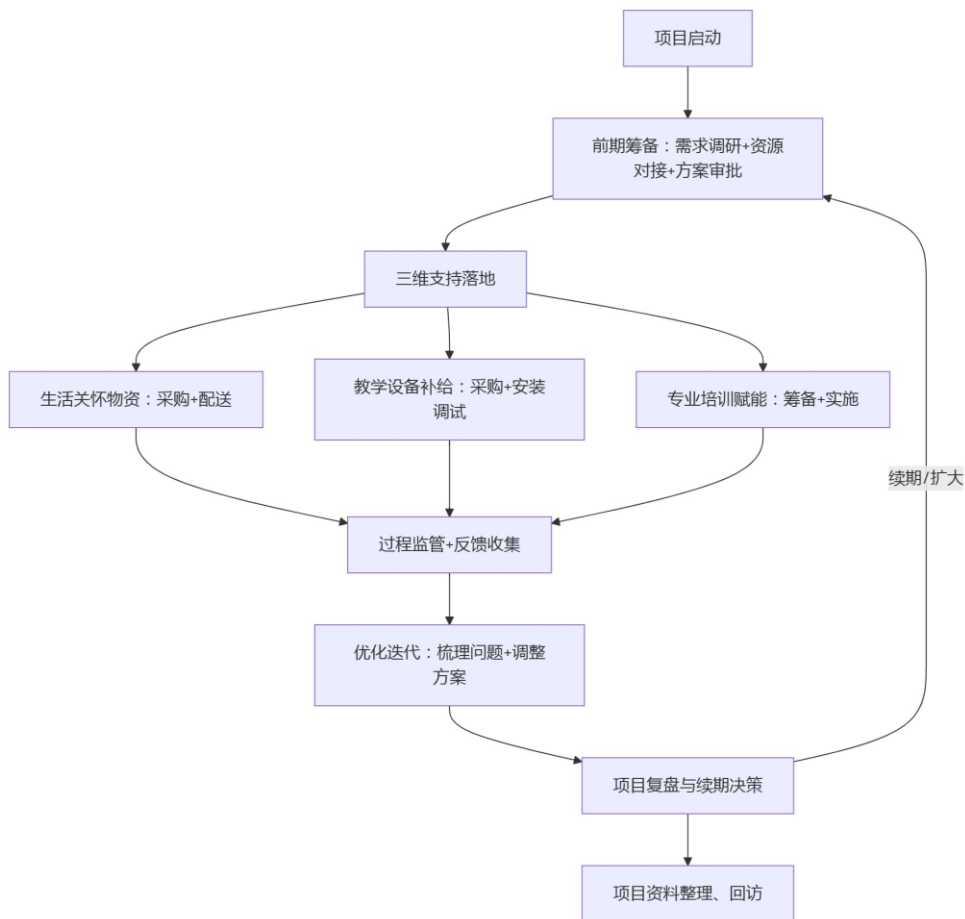 项目启动
前期筹备：需求调研+资源
对接+方案审批
三维支持落地
生活关怀物资：采购+配送
教学设备补给：采购+安装
调试
专业培训赋能：筹备+实施
续期/扩大
过程监管+反馈收集
优化迭代：梳理问题+调整
方案
项目复盘与续期决策
项目资料整理、回访